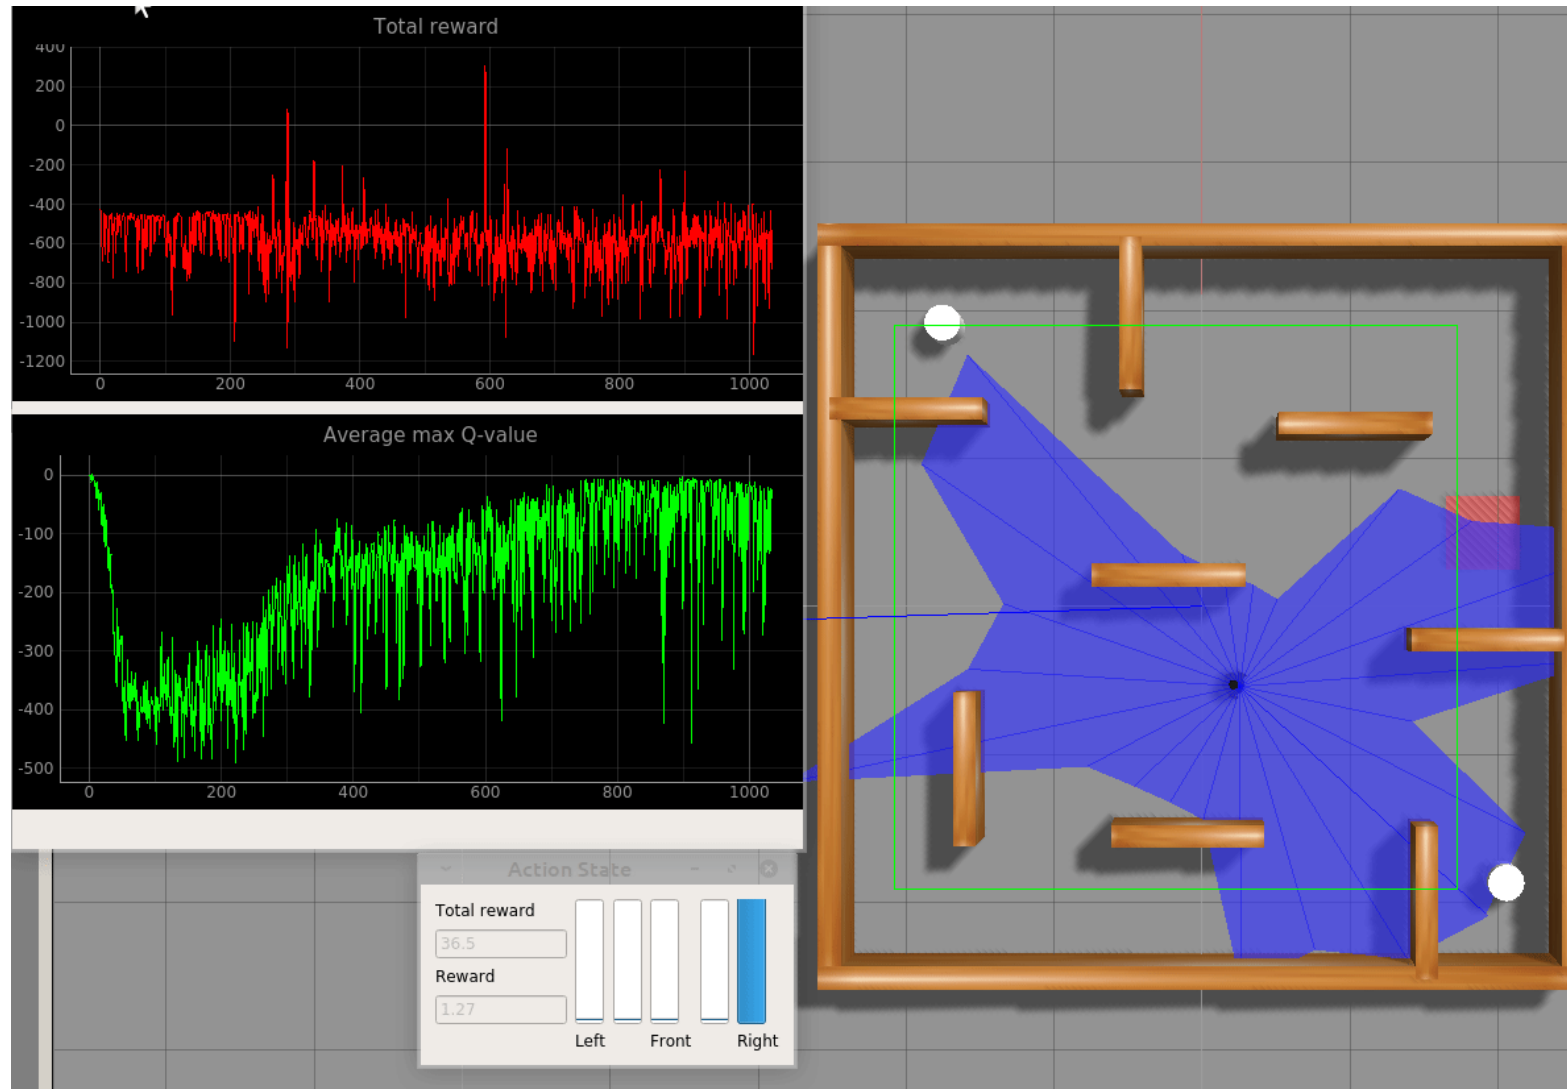 Total reward
400
200
0
-200
-400
-600
-800
-1000
-1200
0 200 400 600 800 1000
Average max Q-value
0
-100
-200
-300
-400
-500
0 200 400 600 800 1000
Action State
Total reward
36.5
Reward
1.27
Left Front Right